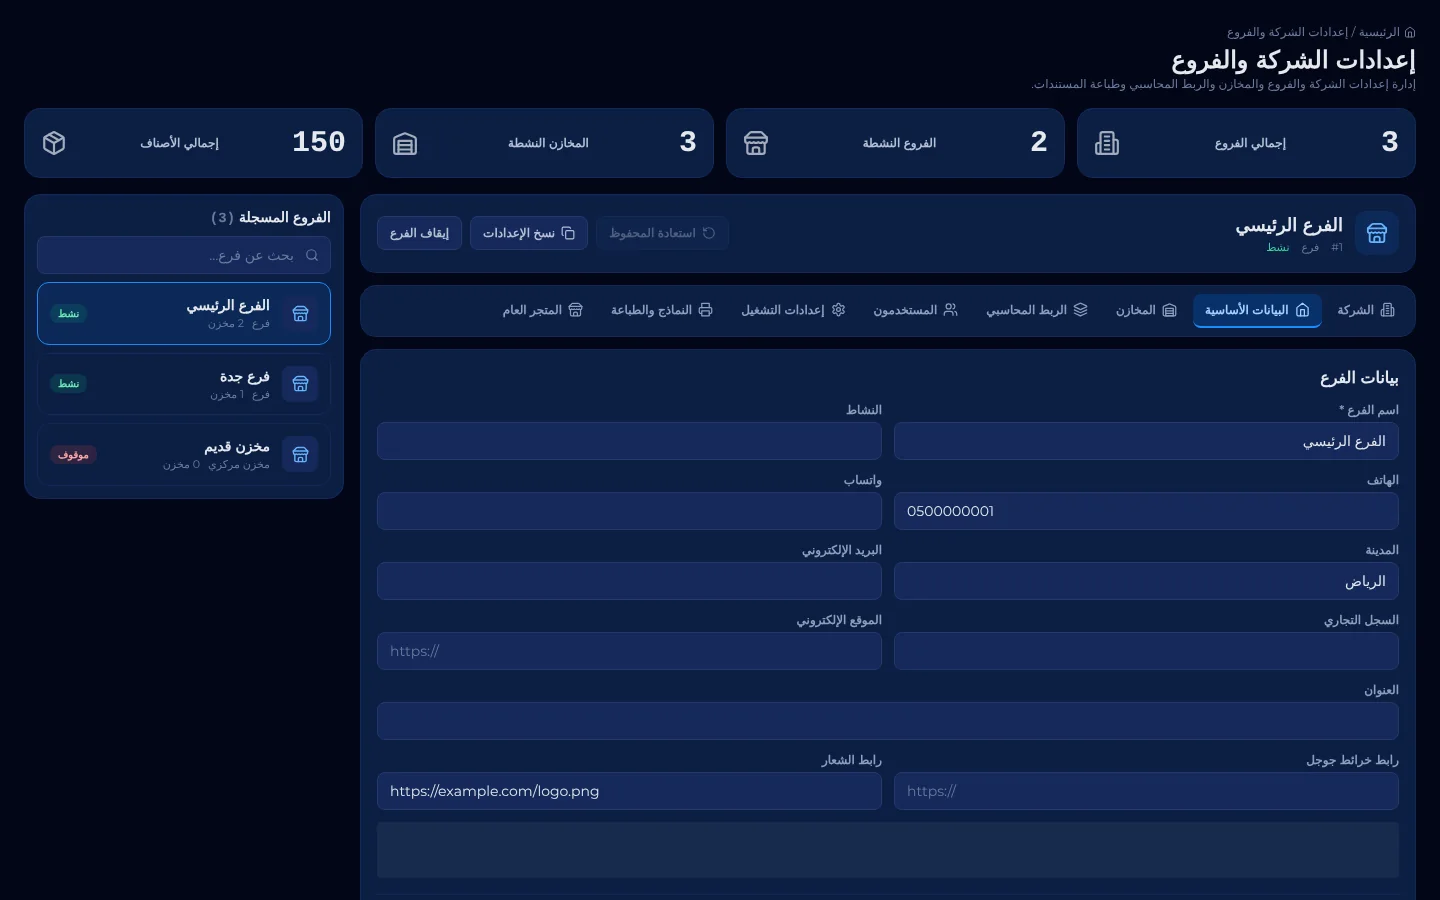 الرئيسية / إعدادات الشركة والفروع
إعدادات الشركة والفروع
إدارة إعدادات الشركة والفروع والمخازن والربط المحاسبي وطباعة المستندات.
3
إجمالي الفروع
2
الفروع النشطة
3
المخازن النشطة
150
إجمالي الأصناف
الفرع الرئيسي
#1 فرع نشط
استعادة المحفوظ
نسخ الإعدادات
إيقاف الفرع
الشركة
البيانات الأساسية
المخازن
الربط المحاسبي
المستخدمون
إعدادات التشغيل
النماذج والطباعة
المتجر العام
بيانات الفرع
اسم الفرع *
الفرع الرئيسي
النشاط
الهاتف
0500000001
واتساب
المدينة
الرياض
البريد الإلكتروني
السجل التجاري
الموقع الإلكتروني
https://
العنوان
رابط خرائط جوجل
https://
رابط الشعار
https://example.com/logo.png
الفروع المسجلة (3)
بحث عن فرع...
الفرع الرئيسي
فرع 2 مخزن
نشط
فرع جدة
فرع 1 مخزن
نشط
مخزن قديم
مخزن مركزي 0 مخزن
موقوف